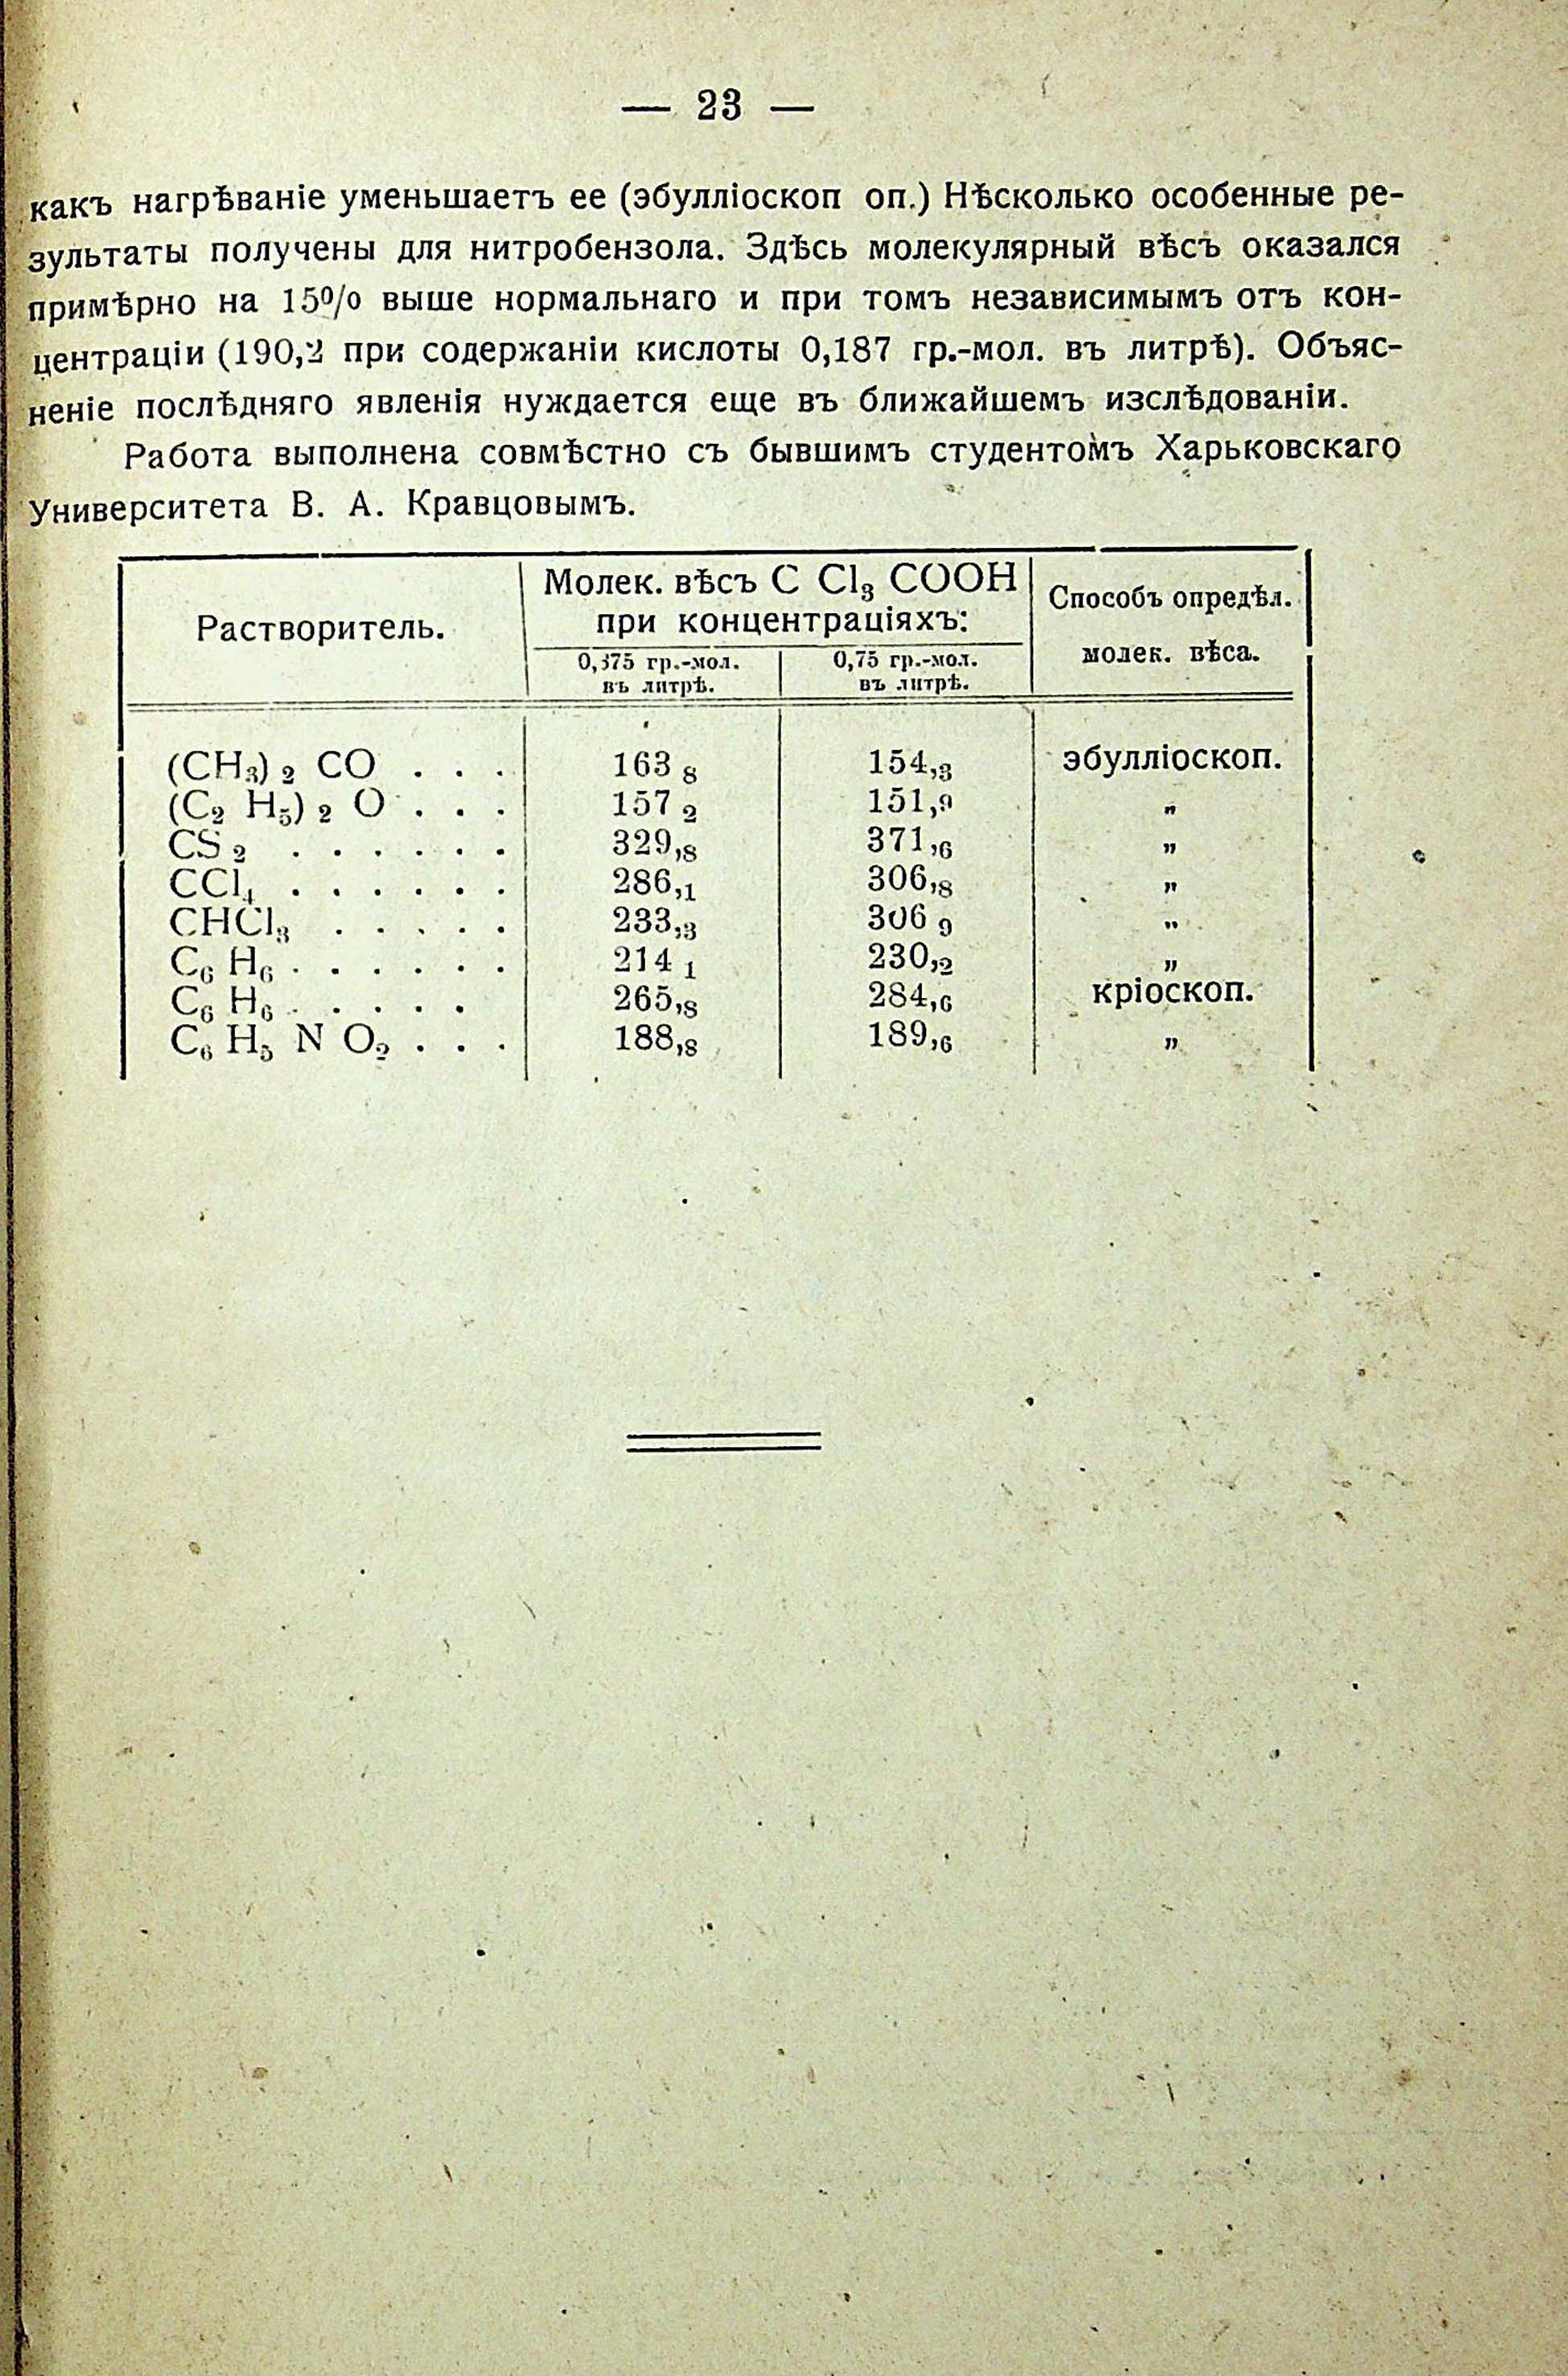 — 23 —
какъ нагрѣваніе уменьшаетъ ее (эбулліоскоп оп.) Нѣсколько особенные ре-
зультаты получены для нитробензола. Здѣсь молекулярный вѣсъ оказался
примѣрно на 15% выше нормальнаго и при томъ независимымъ отъ кон-
центраціи (190,2 при содержаніи кислоты 0,187 гр.-мол. въ литрѣ). Объяс-
неніе послѣдняго явленія нуждается еще въ ближайшемъ изслѣдованіи.
Работа выполнена совмѣстно съ бывшимъ студентомъ Харьковскаго
Университета В. А. Кравцовымъ.
Растворитель.
Молек. вѣсъ C Cl₃ COOH
при концентраціяхъ:
0,375 гр.-мол.
въ литрѣ.
0,75 гр.-мол.
въ литрѣ.
Способъ опредѣл.
молек. вѣса.
(CH₃)₂ CO . . . 163 ₈ 154,₃ эбулліоскоп.
(C₂ H₅)₂ O . . . 157 ₂ 151,₉ „
CS₂ . . . . . . 329,₈ 371,₆ „
CCl₄ . . . . . . 286,₁ 306,₈ „
CHCl₃ . . . . . 233,₃ 306 ₉ „
C₆ H₆ . . . . . . 214 ₁ 230,₂ „
C₆ H₆ . . . . . 265,₈ 284,₆ кріоскоп.
C₆ H₅ N O₂ . . . 188,₈ 189,₆ „